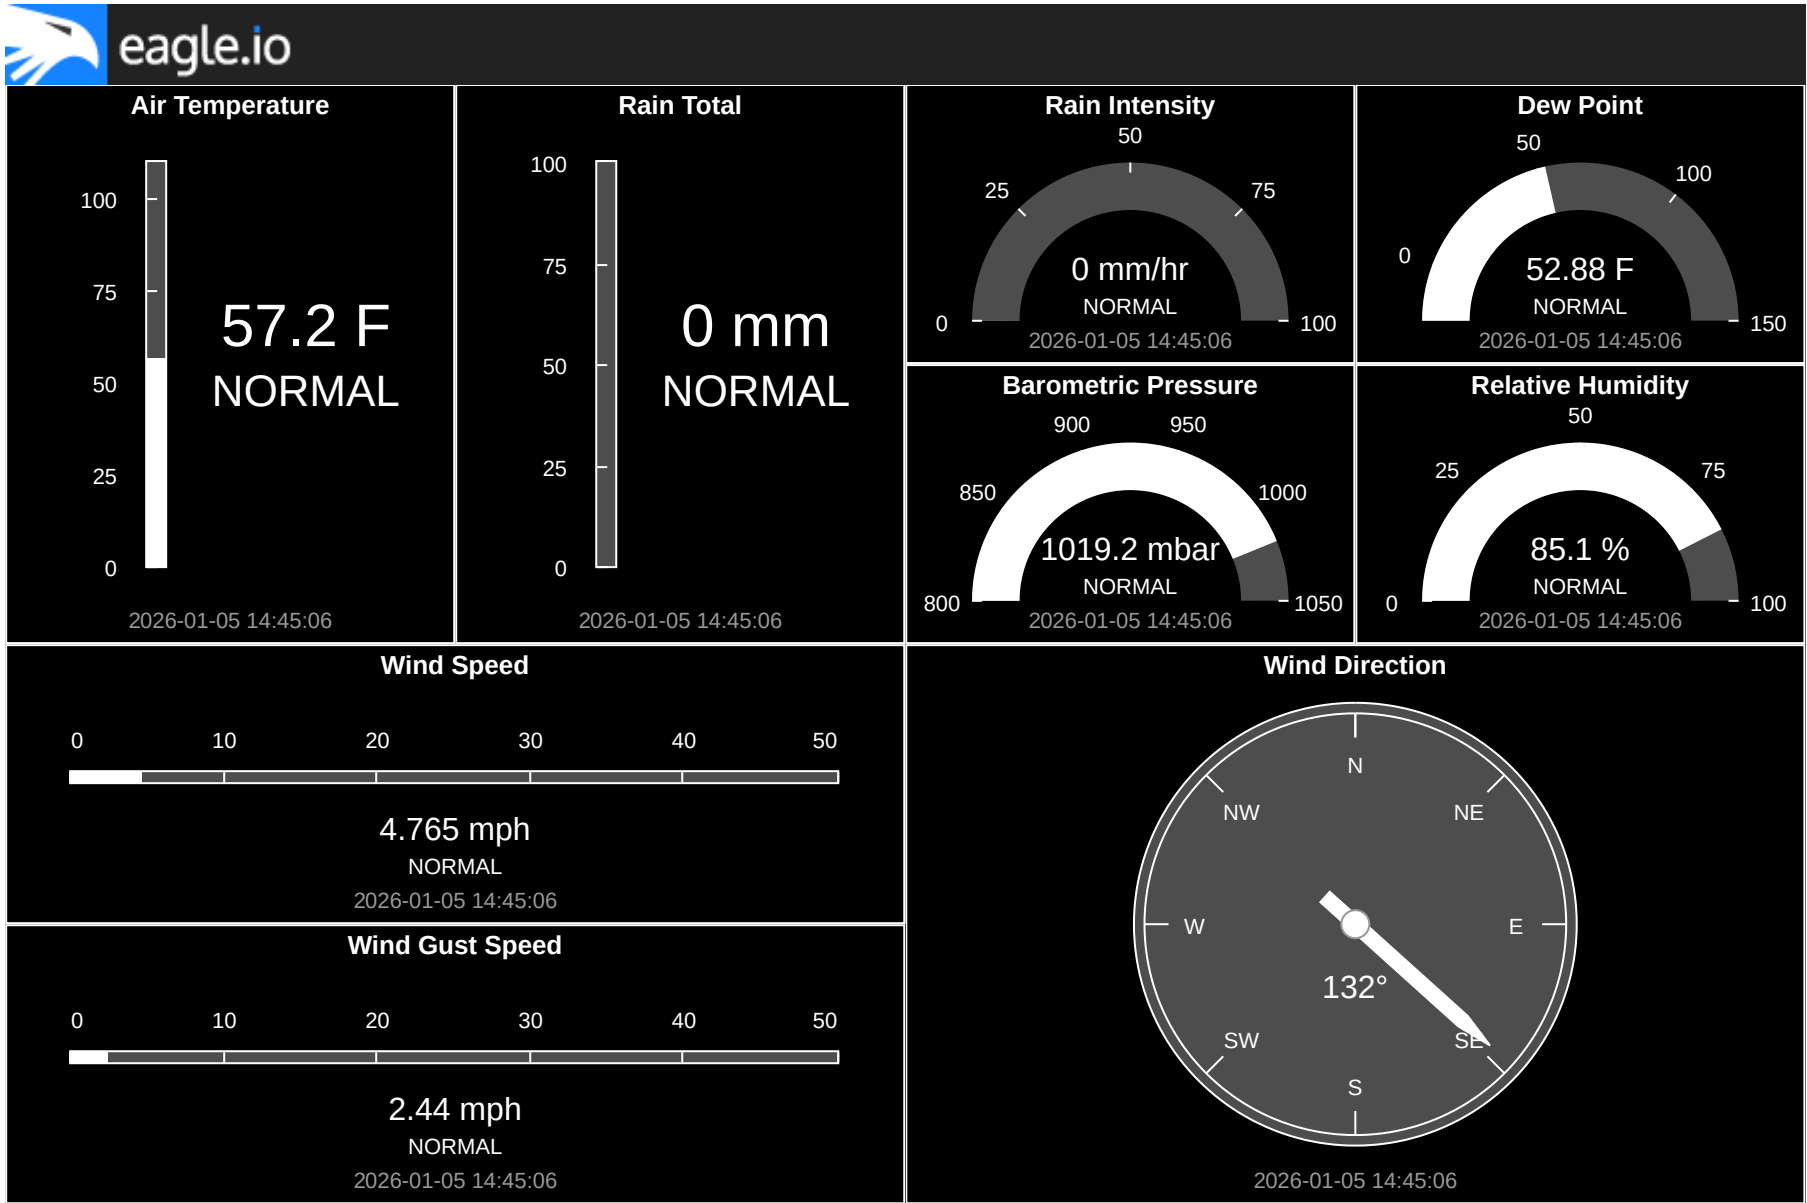 eagle.io
Air Temperature
100
75
50
25
0
57.2 F
NORMAL
2026-01-05 14:45:06
Rain Total
100
75
50
25
0
0 mm
NORMAL
2026-01-05 14:45:06
Rain Intensity
50
25
75
0
100
0 mm/hr
NORMAL
2026-01-05 14:45:06
Dew Point
50
100
0
150
52.88 F
NORMAL
2026-01-05 14:45:06
Barometric Pressure
900
950
850
1000
800
1050
1019.2 mbar
NORMAL
2026-01-05 14:45:06
Relative Humidity
50
25
75
0
100
85.1 %
NORMAL
2026-01-05 14:45:06
Wind Speed
0 10 20 30 40 50
4.765 mph
NORMAL
2026-01-05 14:45:06
Wind Gust Speed
0 10 20 30 40 50
2.44 mph
NORMAL
2026-01-05 14:45:06
Wind Direction
N
NW
NE
W
E
132°
SW
SE
S
2026-01-05 14:45:06